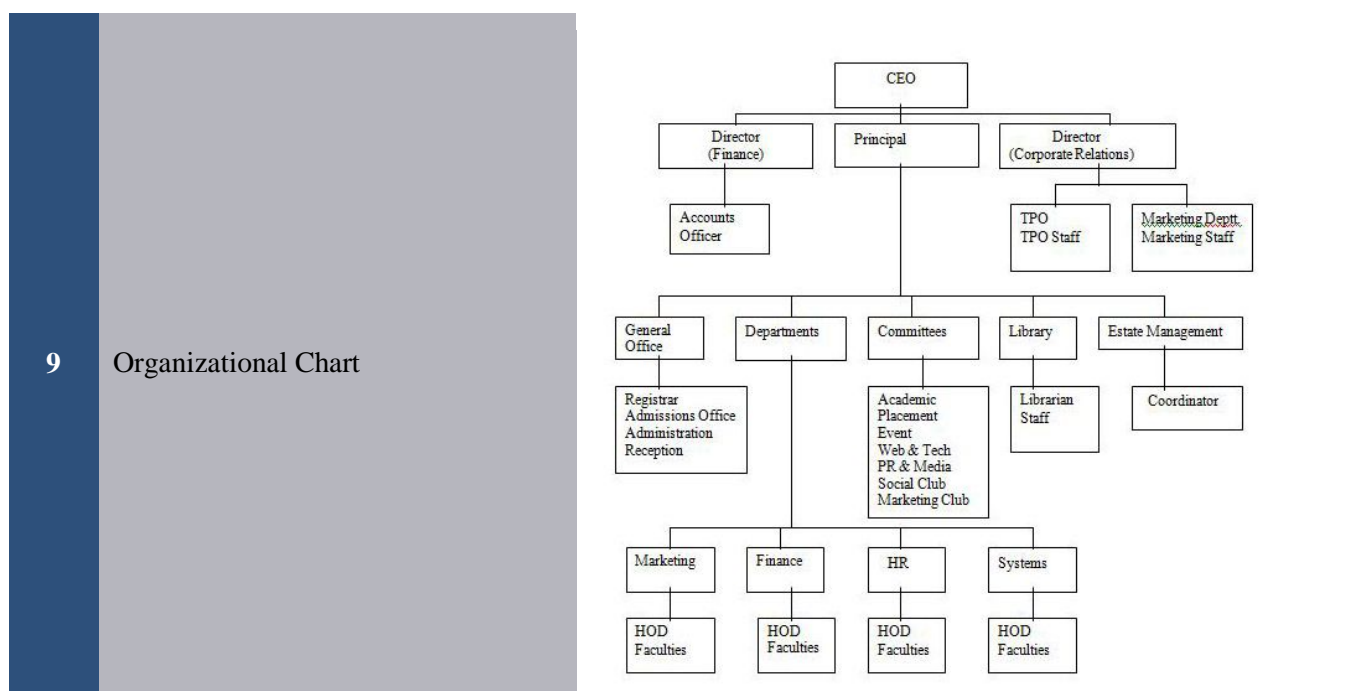 9
Organizational Chart
CEO
Director
(Finance)
Principal
Director
(Corporate Relations)
Accounts
Officer
TPO
TPO Staff
Marketing Deptt.
Marketing Staff
General
Office
Departments
Committees
Library
Estate Management
Registrar
Admissions Office
Administration
Reception
Academic
Placement
Event
Web & Tech
PR & Media
Social Club
Marketing Club
Librarian
Staff
Coordinator
Marketing
Finance
HR
Systems
HOD
Faculties
HOD
Faculties
HOD
Faculties
HOD
Faculties